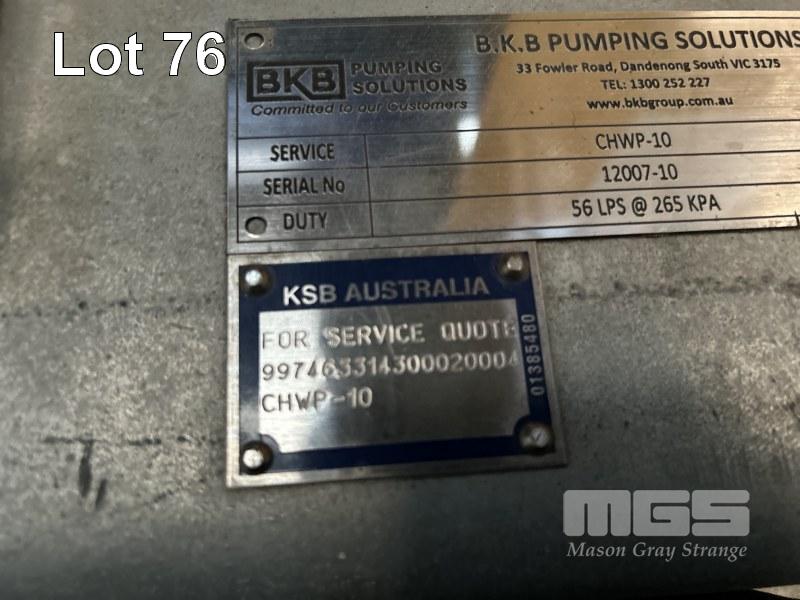 Lot 76
B.K.B PUMPING SOLUTIONS
33 Fowler Road, Dandenong South VIC 3175
TEL: 1300 252 227
www.bkbgroup.com.au
BKB PUMPING SOLUTIONS
Committed to our Customers
SERVICE CHWP-10
SERIAL No 12007-10
DUTY 56 LPS @ 265 KPA
KSB AUSTRALIA
FOR SERVICE QUOTE
997463314300020004
CHWP-10
01385480
MGS
Mason Gray Strange